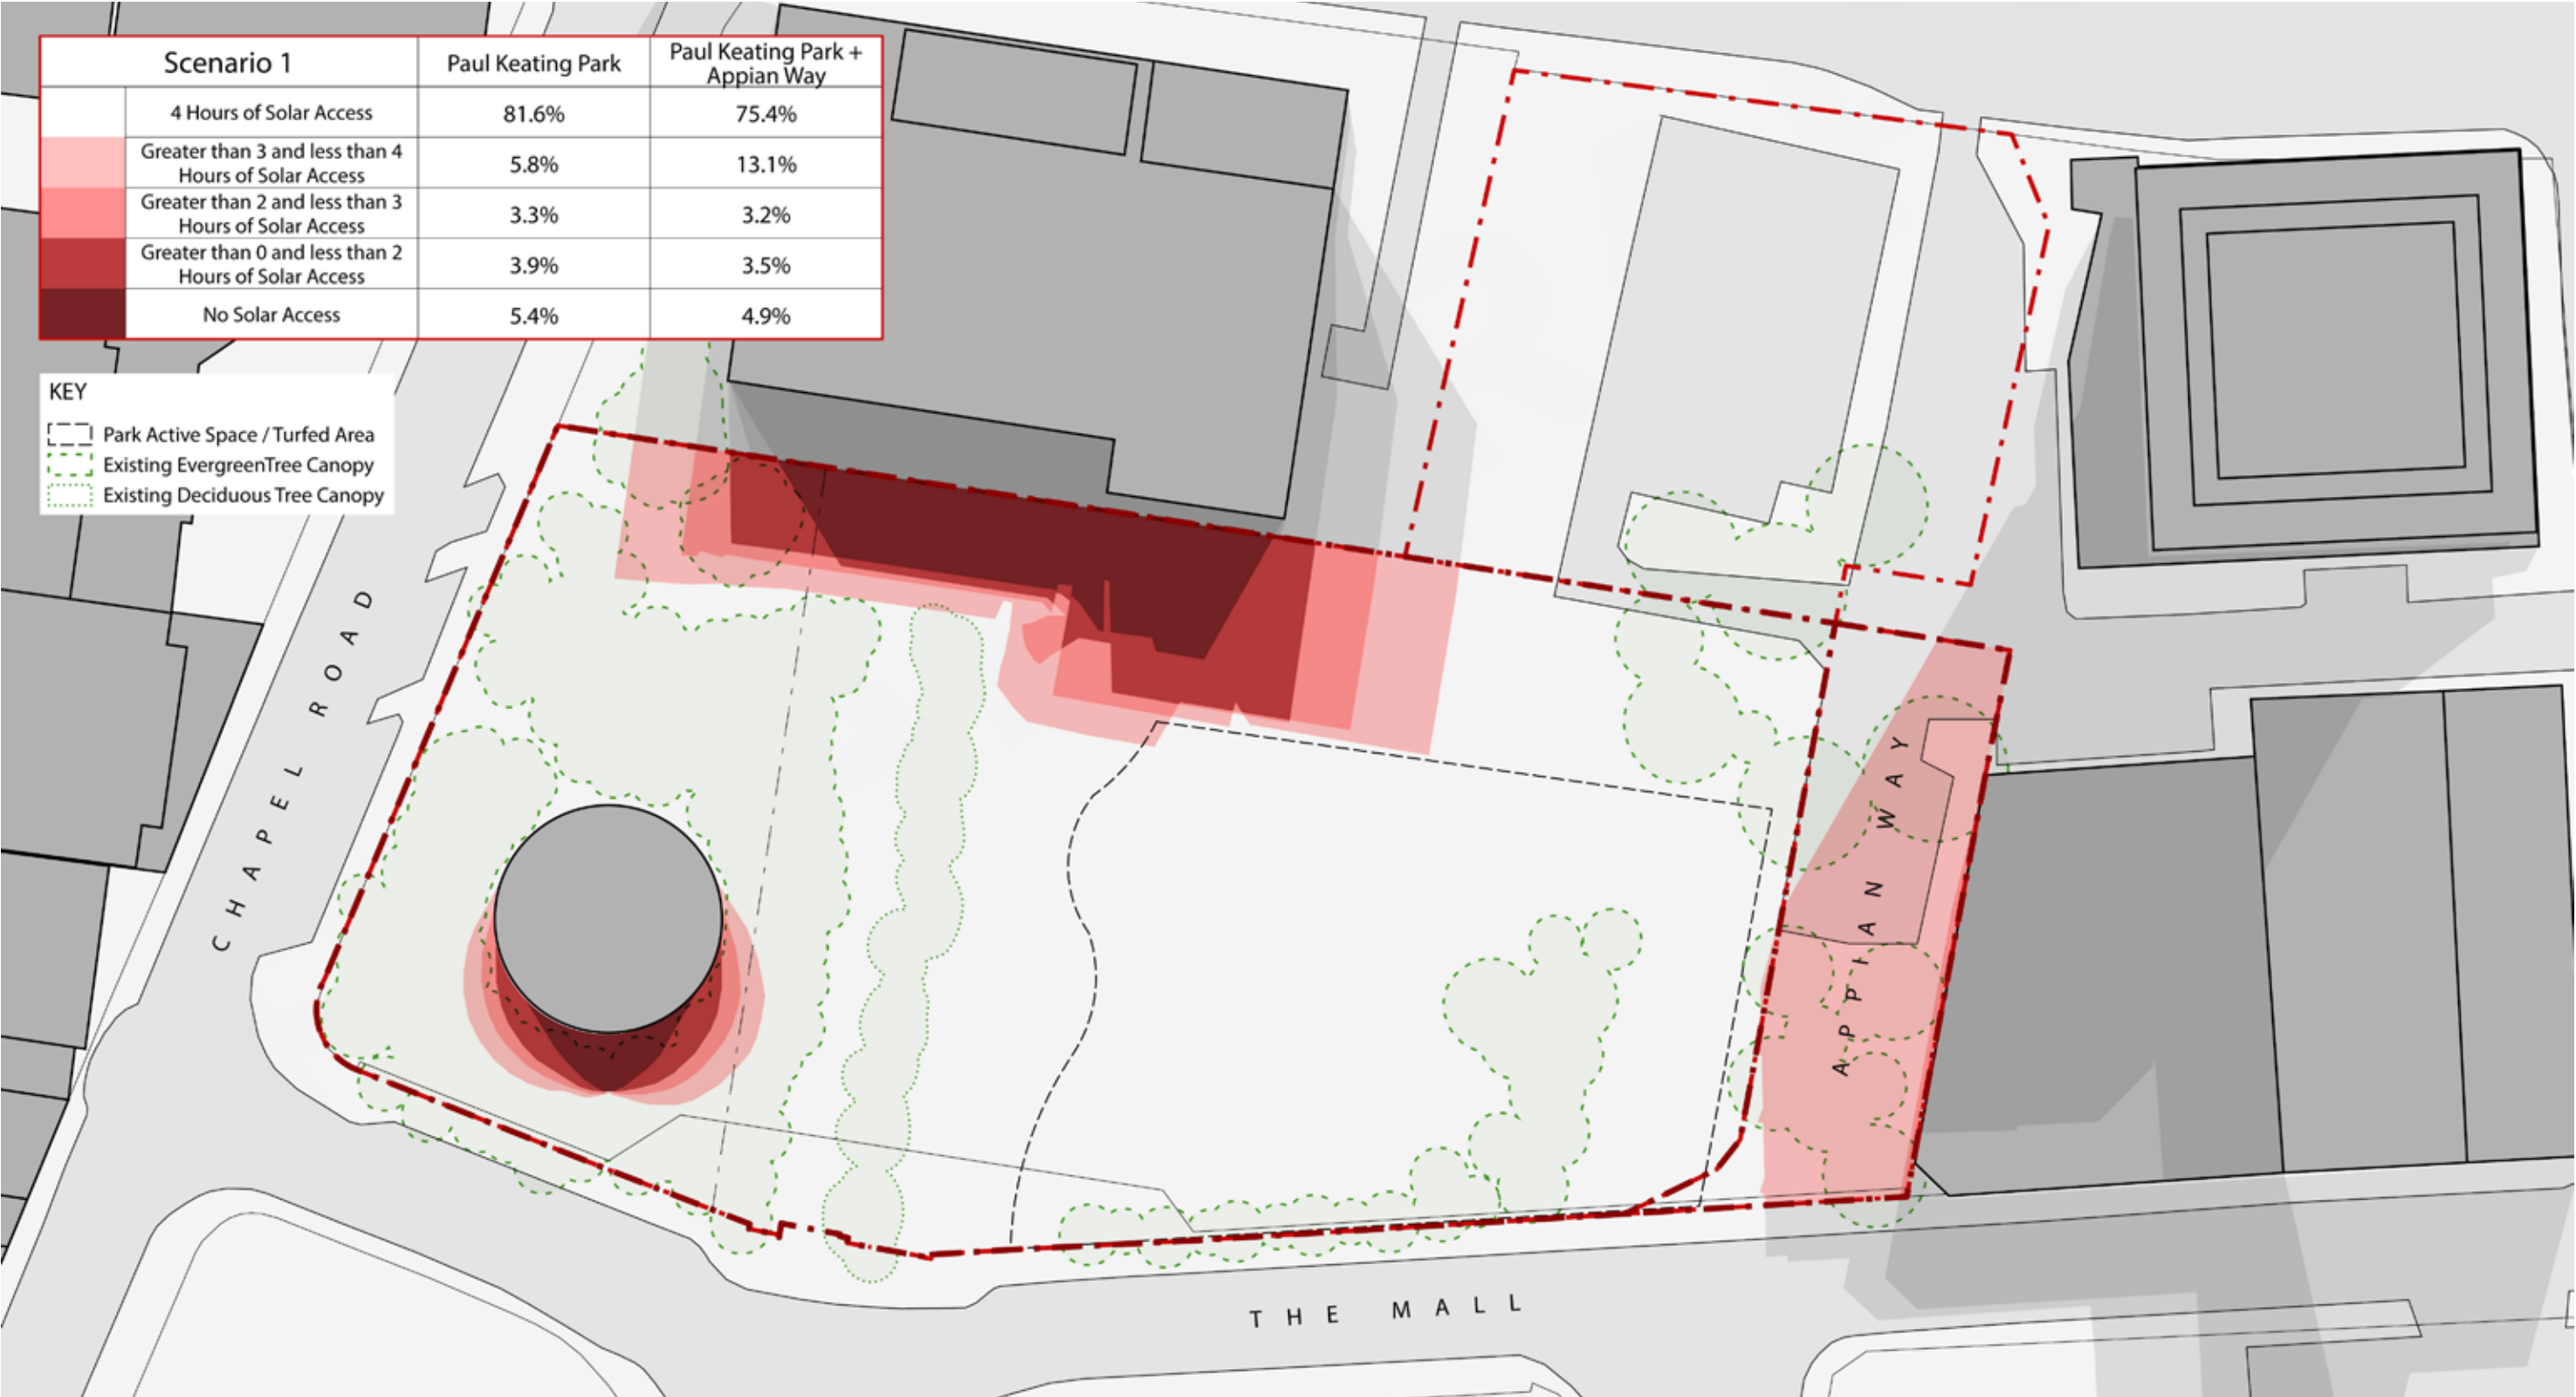 Scenario 1
Paul Keating Park
Paul Keating Park +
Appian Way
4 Hours of Solar Access
81.6%
75.4%
Greater than 3 and less than 4
Hours of Solar Access
5.8%
13.1%
Greater than 2 and less than 3
Hours of Solar Access
3.3%
3.2%
Greater than 0 and less than 2
Hours of Solar Access
3.9%
3.5%
No Solar Access
5.4%
4.9%
KEY
Park Active Space / Turfed Area
Existing EvergreenTree Canopy
Existing Deciduous Tree Canopy
CHAPEL ROAD
APPIAN WAY
THE MALL